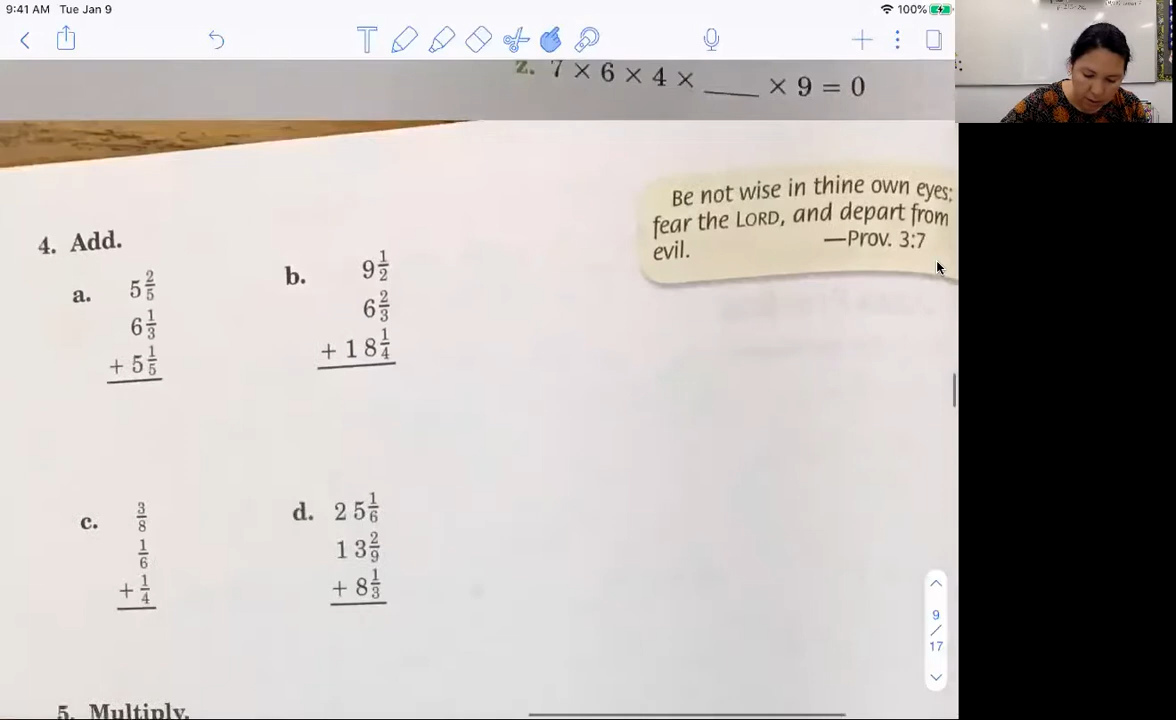 9:41 AM Tue Jan 9
100%
z. 7 × 6 × 4 × ____ × 9 = 0
Be not wise in thine own eyes:
fear the LORD, and depart from
evil.
—Prov. 3:7
4. Add.
a. 5 2/5
6 1/3
+ 5 1/5
b. 9 1/2
6 2/3
+ 18 1/4
c. 3/8
1/6
+ 1/4
d. 25 1/6
13 2/9
+ 8 1/3
9
/
17
5. Multiply.